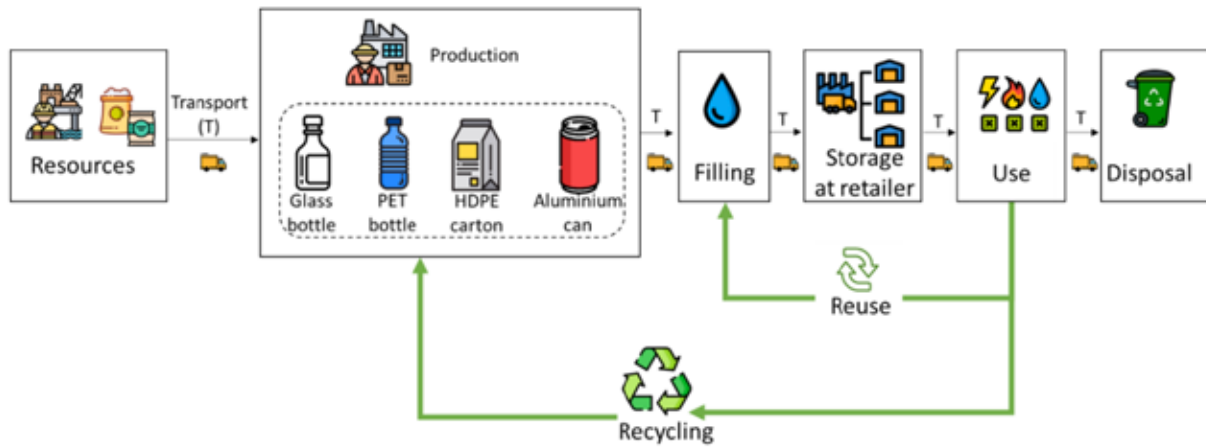 Resources
Transport
(T)
Production
Glass
bottle
PET
bottle
HDPE
carton
Aluminium
can
T
Filling
T
Storage
at retailer
T
Use
T
Disposal
Reuse
Recycling